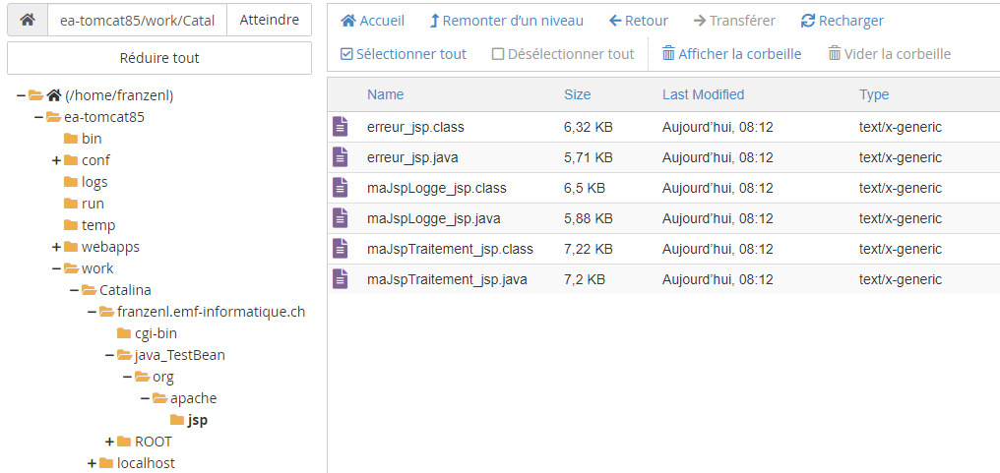 ea-tomcat85/work/Catal Atteindre
Réduire tout
(/home/franzenl)
ea-tomcat85
bin
conf
logs
run
temp
webapps
work
Catalina
franzenl.emf-informatique.ch
cgi-bin
java_TestBean
org
apache
jsp
ROOT
localhost
Accueil Remonter d’un niveau Retour Transférer Recharger
Sélectionner tout Désélectionner tout Afficher la corbeille Vider la corbeille
Name Size Last Modified Type
erreur_jsp.class 6,32 KB Aujourd’hui, 08:12 text/x-generic
erreur_jsp.java 5,71 KB Aujourd’hui, 08:12 text/x-generic
maJspLogge_jsp.class 6,5 KB Aujourd’hui, 08:12 text/x-generic
maJspLogge_jsp.java 5,88 KB Aujourd’hui, 08:12 text/x-generic
maJspTraitement_jsp.class 7,22 KB Aujourd’hui, 08:12 text/x-generic
maJspTraitement_jsp.java 7,2 KB Aujourd’hui, 08:12 text/x-generic